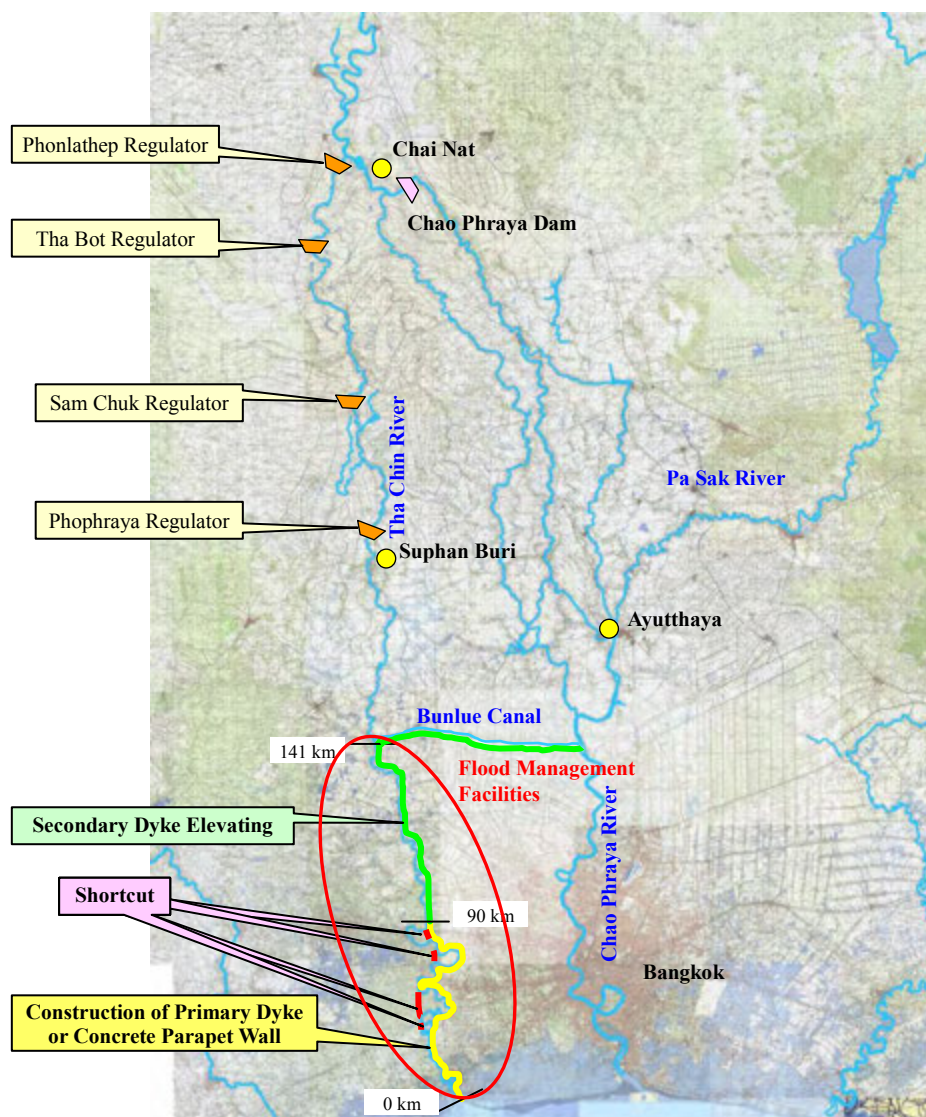 Phonlathep Regulator
Chai Nat
Chao Phraya Dam
Tha Bot Regulator
Sam Chuk Regulator
Tha Chin River
Pa Sak River
Phophraya Regulator
Suphan Buri
Ayutthaya
Bunlue Canal
141 km
Flood Management
Facilities
Secondary Dyke Elevating
Chao Phraya River
Shortcut
90 km
Bangkok
Construction of Primary Dyke
or Concrete Parapet Wall
0 km